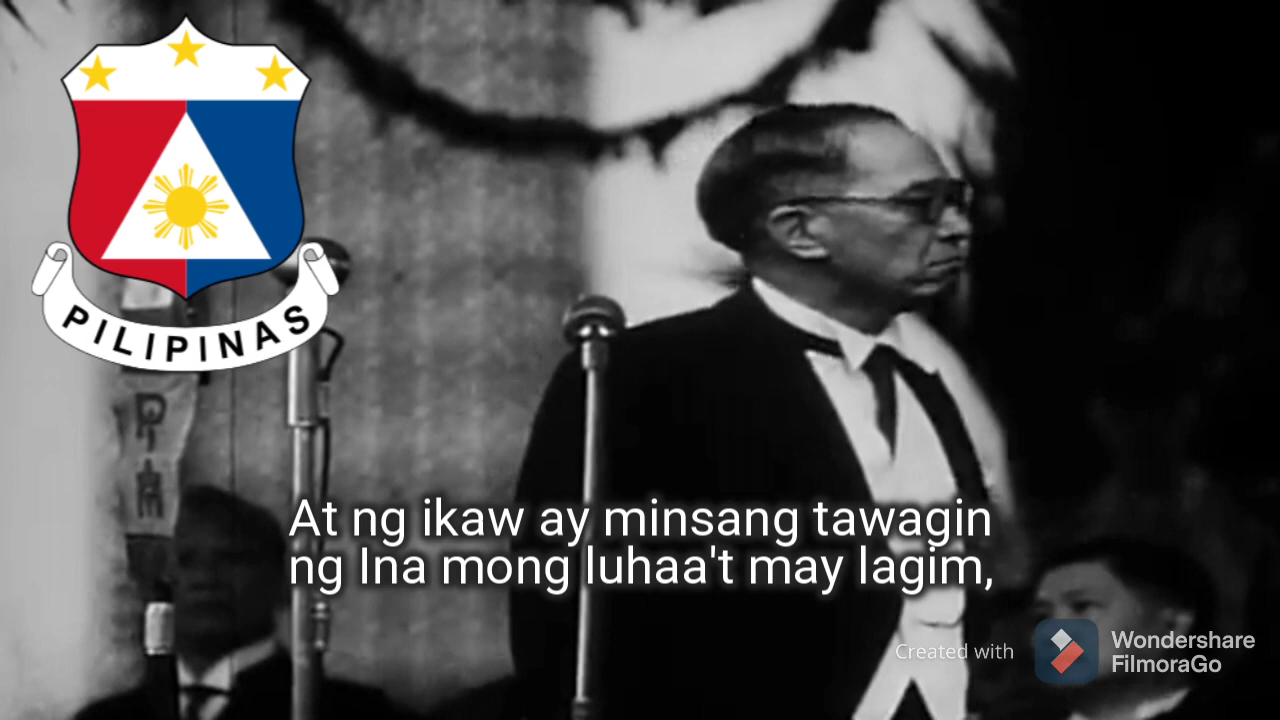 PILIPINAS
At ng ikaw ay minsang tawagin
ng Ina mong luhaa't may lagim,
Created with
Wondershare
FilmoraGo